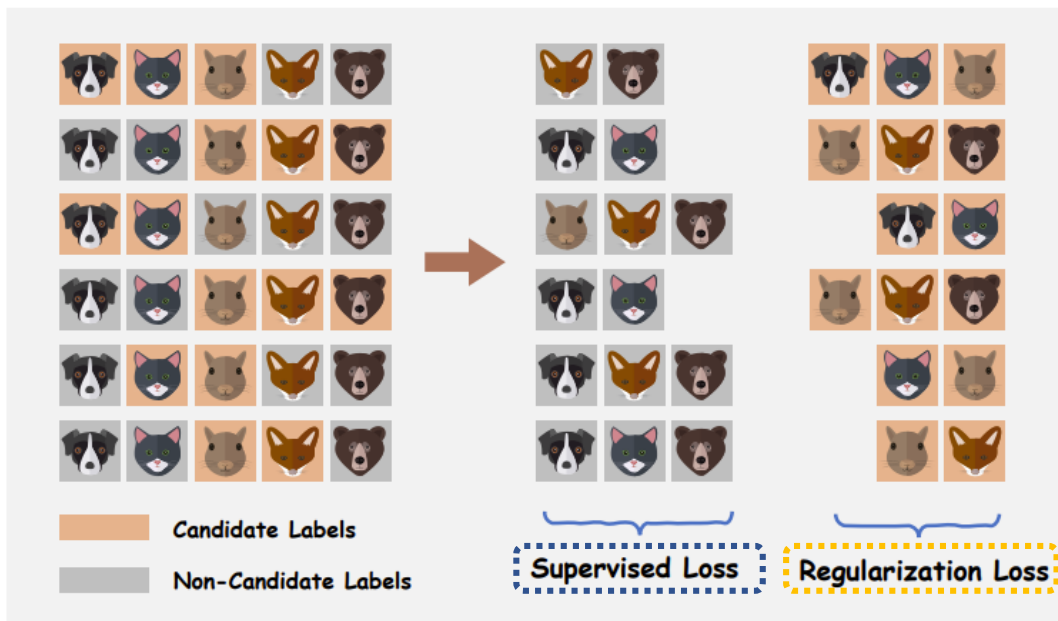 Candidate Labels
Non-Candidate Labels
Supervised Loss
Regularization Loss